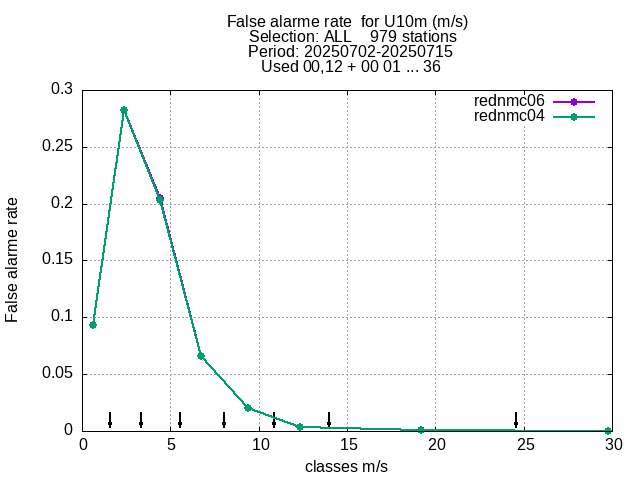 False alarme rate  for U10m (m/s)
Selection: ALL    979 stations
Period: 20250702-20250715
Used 00,12 + 00 01 ... 36
rednmc06
rednmc04
0.3
0.25
0.2
0.15
0.1
0.05
0
False alarme rate
0 5 10 15 20 25 30
classes m/s